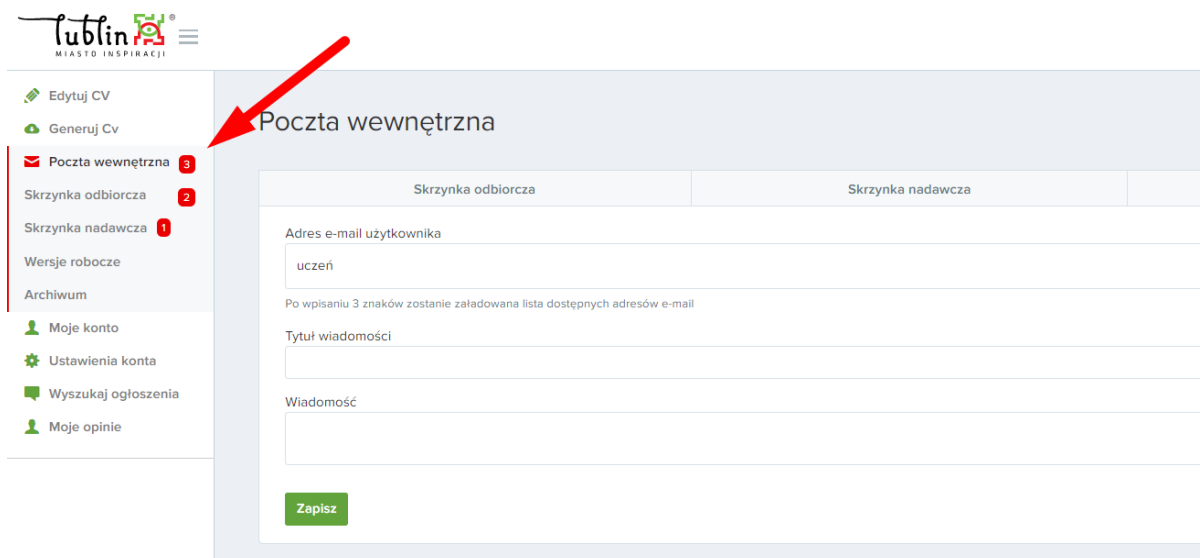 lublin ®
MIASTO INSPIRACJI
Edytuj CV
Generuj Cv
Poczta wewnętrzna 3
Skrzynka odbiorcza 2
Skrzynka nadawcza 1
Wersje robocze
Archiwum
Moje konto
Ustawienia konta
Wyszukaj ogłoszenia
Moje opinie
Poczta wewnętrzna
Skrzynka odbiorcza Skrzynka nadawcza
Adres e-mail użytkownika
uczeń
Po wpisaniu 3 znaków zostanie załadowana lista dostępnych adresów e-mail
Tytuł wiadomości
Wiadomość
Zapisz